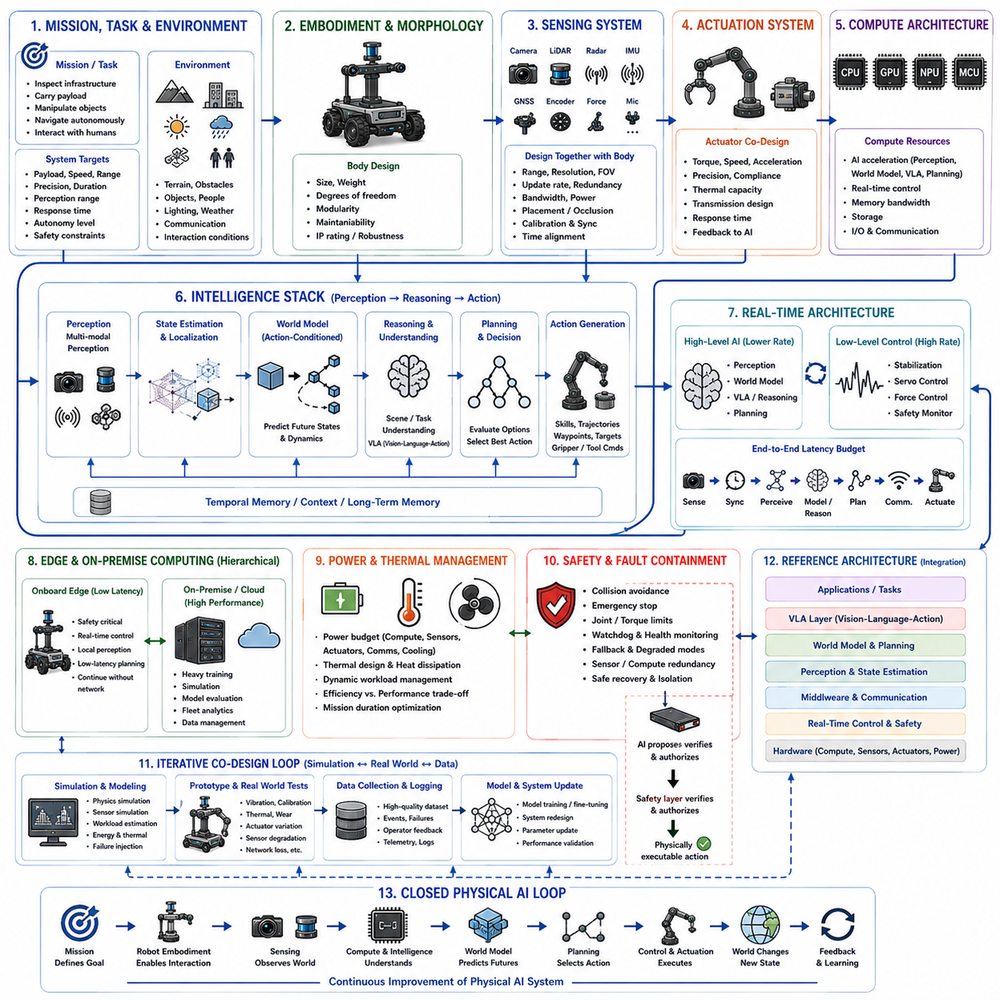 1. MISSION, TASK & ENVIRONMENT
Mission / Task
• Inspect infrastructure
• Carry payload
• Manipulate objects
• Navigate autonomously
• Interact with humans
System Targets
• Payload, Speed, Range
• Precision, Duration
• Perception range
• Response time
• Autonomy level
• Safety constraints
Environment
• Terrain, Obstacles
• Objects, People
• Lighting, Weather
• Communication
• Interaction conditions
2. EMBODIMENT & MORPHOLOGY
Body Design
• Size, Weight
• Degrees of freedom
• Modularity
• Maintaniability
• IP rating / Robustness
3. SENSING SYSTEM
Camera LiDAR Radar IMU
GNSS Encoder Force Mic
...
Design Together with Body
• Range, Resolution, FOV
• Update rate, Redundancy
• Bandwidth, Power
• Placement / Occlusion
• Calibration & Sync
• Time alignment
4. ACTUATION SYSTEM
Actuator Co-Design
• Torque, Speed, Acceleration
• Precision, Compliance
• Thermal capacity
• Transmission design
• Response time
• Feedback to AI
5. COMPUTE ARCHITECTURE
CPU GPU NPU MCU
Compute Resources
• AI acceleration (Perception,
World Model, VLA, Planning)
• Real-time control
• Memory bandwidth
• Storage
• I/O & Communication
6. INTELLIGENCE STACK (Perception → Reasoning → Action)
Perception
Multi-modal
Perception
State Estimation
& Localization
World Model
(Action-Conditioned)
Predict Future States
& Dynamics
Reasoning &
Understanding
Scene / Task
Understanding
VLA (Vision-Language-Action)
Planning
& Decision
Evaluate Options
Select Best Action
Action Generation
Skills, Trajectories
Waypoints, Targets
Gripper / Tool Cmds
Temporal Memory / Context / Long-Term Memory
7. REAL-TIME ARCHITECTURE
High-Level AI (Lower Rate)
• Perception
• World Model
• VLA / Reasoning
• Planning
Low-Level Control (High Rate)
• Stabilization
• Servo Control
• Force Control
• Safety Monitor
End-to-End Latency Budget
Sense Sync Perceive Model / Plan Comm. Actuate
Reason
8. EDGE & ON-PREMISE COMPUTING (Hierarchical)
Onboard Edge (Low Latency)
• Safety critical
• Real-time control
• Local perception
• Low-latency planning
• Continue without
network
On-Premise / Cloud
(High Performance)
• Heavy training
• Simulation
• Model evaluation
• Fleet analytics
• Data management
9. POWER & THERMAL MANAGEMENT
• Power budget (Compute, Sensors,
Actuators, Comms, Cooling)
• Thermal design & Heat dissipation
• Dynamic workload management
• Efficiency vs. Performance trade-off
• Mission duration optimization
10. SAFETY & FAULT CONTAINMENT
• Collision avoidance
• Emergency stop
• Joint / Torque limits
• Watchdog & Health monitoring
• Fallback & Degraded modes
• Sensor / Compute redundancy
• Safe recovery & Isolation
AI proposes verifies
& authorizes
Safety layer verifies
& authorizes
Physically
executable action
12. REFERENCE ARCHITECTURE (Integration)
Applications / Tasks
VLA Layer (Vision-Language-Action)
World Model & Planning
Perception & State Estimation
Middlweare & Communication
Real-Time Control & Safety
Hardware (Compute, Sensors, Actuators, Power)
11. ITERATIVE CO-DESIGN LOOP (Simulation ↔ Real World ↔ Data)
Simulation & Modeling
• Physics simulation
• Sensor simulation
• Workload estimation
• Energy & thermal
• Failure injection
Prototype & Real World Tests
• Vibration, Calibration
• Thermal, Wear
• Actuator variation
• Sensor degradation
• Network loss, etc.
Data Collection & Logging
• High-quality dataset
• Events, Failures
• Operator feedback
• Telemetry, Logs
Model & System Update
• Model training / fine-tuning
• System redesign
• Parameter update
• Performance validation
13. CLOSED PHYSICAL AI LOOP
Mission
Defines Goal
Robot Embodiment
Enables Interaction
Sensing
Observes World
Compute & Intelligence
Understands
World Model
Predicts Futures
Planning
Selects Action
Control & Actuation
Executes
World Changes
New State
Feedback
& Learning
Continuous Improvement of Physical AI System